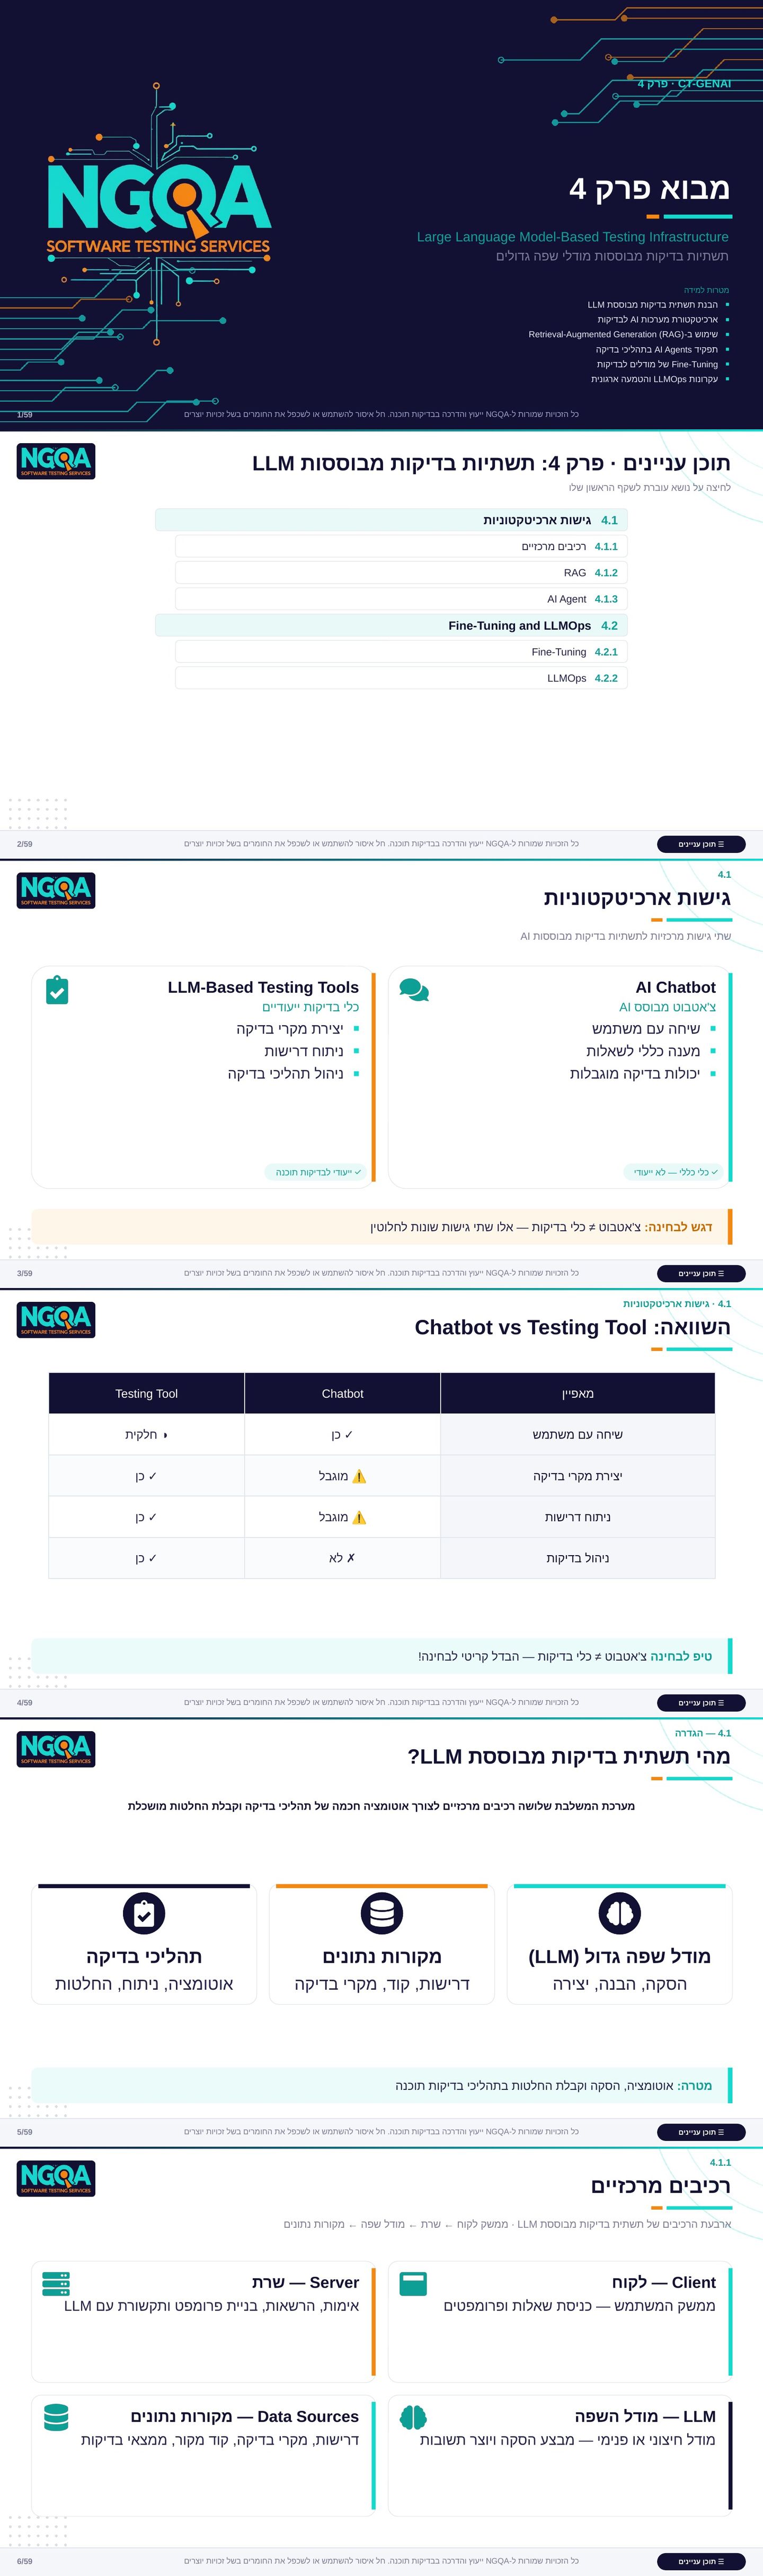 CT-GENAI · פרק 4
NGQA
SOFTWARE TESTING SERVICES
מבוא פרק 4
Large Language Model-Based Testing Infrastructure
תשתיות בדיקות מבוססות מודלי שפה גדולים
מטרות למידה
▪ הבנת תשתית בדיקות מבוססת LLM
▪ ארכיטקטורת מערכות AI לבדיקות
▪ שימוש ב-Retrieval-Augmented Generation (RAG)
▪ תפקיד AI Agents בתהליכי בדיקה
▪ Fine-Tuning של מודלים לבדיקות
▪ עקרונות LLMOps והטמעה ארגונית
כל הזכויות שמורות ל-NGQA ייעוץ והדרכה בבדיקות תוכנה. חל איסור להשתמש או לשכפל את החומרים בשל זכויות יוצרים
1/59
NGQA
SOFTWARE TESTING SERVICES
תוכן עניינים · פרק 4: תשתיות בדיקות מבוססות LLM
לחיצה על נושא עוברת לשקף הראשון שלו
4.1 גישות ארכיטקטוניות
4.1.1 רכיבים מרכזיים
4.1.2 RAG
4.1.3 AI Agent
4.2 Fine-Tuning and LLMOps
4.2.1 Fine-Tuning
4.2.2 LLMOps
☰ תוכן עניינים
כל הזכויות שמורות ל-NGQA ייעוץ והדרכה בבדיקות תוכנה. חל איסור להשתמש או לשכפל את החומרים בשל זכויות יוצרים
2/59
4.1
NGQA
SOFTWARE TESTING SERVICES
גישות ארכיטקטוניות
שתי גישות מרכזיות לתשתיות בדיקות מבוססות AI
AI Chatbot
צ'אטבוט מבוסס AI
▪ שיחה עם משתמש
▪ מענה כללי לשאלות
▪ יכולות בדיקה מוגבלות
✓ כלי כללי — לא ייעודי
LLM-Based Testing Tools
כלי בדיקות ייעודיים
▪ יצירת מקרי בדיקה
▪ ניתוח דרישות
▪ ניהול תהליכי בדיקה
✓ ייעודי לבדיקות תוכנה
דגש לבחינה: צ'אטבוט ≠ כלי בדיקות — אלו שתי גישות שונות לחלוטין
☰ תוכן עניינים
כל הזכויות שמורות ל-NGQA ייעוץ והדרכה בבדיקות תוכנה. חל איסור להשתמש או לשכפל את החומרים בשל זכויות יוצרים
3/59
4.1 · גישות ארכיטקטוניות
NGQA
SOFTWARE TESTING SERVICES
השוואה: Chatbot vs Testing Tool
מאפיין Chatbot Testing Tool
שיחה עם משתמש ✓ כן ◗ חלקית
יצירת מקרי בדיקה ⚠️ מוגבל ✓ כן
ניתוח דרישות ⚠️ מוגבל ✓ כן
ניהול בדיקות ✗ לא ✓ כן
טיפ לבחינה צ'אטבוט ≠ כלי בדיקות — הבדל קריטי לבחינה!
☰ תוכן עניינים
כל הזכויות שמורות ל-NGQA ייעוץ והדרכה בבדיקות תוכנה. חל איסור להשתמש או לשכפל את החומרים בשל זכויות יוצרים
4/59
4.1 — הגדרה
NGQA
SOFTWARE TESTING SERVICES
מהי תשתית בדיקות מבוססת LLM?
מערכת המשלבת שלושה רכיבים מרכזיים לצורך אוטומציה חכמה של תהליכי בדיקה וקבלת החלטות מושכלת
מודל שפה גדול (LLM)
הסקה, הבנה, יצירה
מקורות נתונים
דרישות, קוד, מקרי בדיקה
תהליכי בדיקה
אוטומציה, ניתוח, החלטות
מטרה: אוטומציה, הסקה וקבלת החלטות בתהליכי בדיקות תוכנה
☰ תוכן עניינים
כל הזכויות שמורות ל-NGQA ייעוץ והדרכה בבדיקות תוכנה. חל איסור להשתמש או לשכפל את החומרים בשל זכויות יוצרים
5/59
4.1.1
NGQA
SOFTWARE TESTING SERVICES
רכיבים מרכזיים
ארבעת הרכיבים של תשתית בדיקות מבוססת LLM · ממשק לקוח ← שרת ← מודל שפה ← מקורות נתונים
Client — לקוח
ממשק המשתמש — כניסת שאלות ופרומפטים
Server — שרת
אימות, הרשאות, בניית פרומפט ותקשורת עם LLM
LLM — מודל השפה
מודל חיצוני או פנימי — מבצע הסקה ויוצר תשובות
Data Sources — מקורות נתונים
דרישות, מקרי בדיקה, קוד מקור, ממצאי בדיקות
☰ תוכן עניינים
כל הזכויות שמורות ל-NGQA ייעוץ והדרכה בבדיקות תוכנה. חל איסור להשתמש או לשכפל את החומרים בשל זכויות יוצרים
6/59